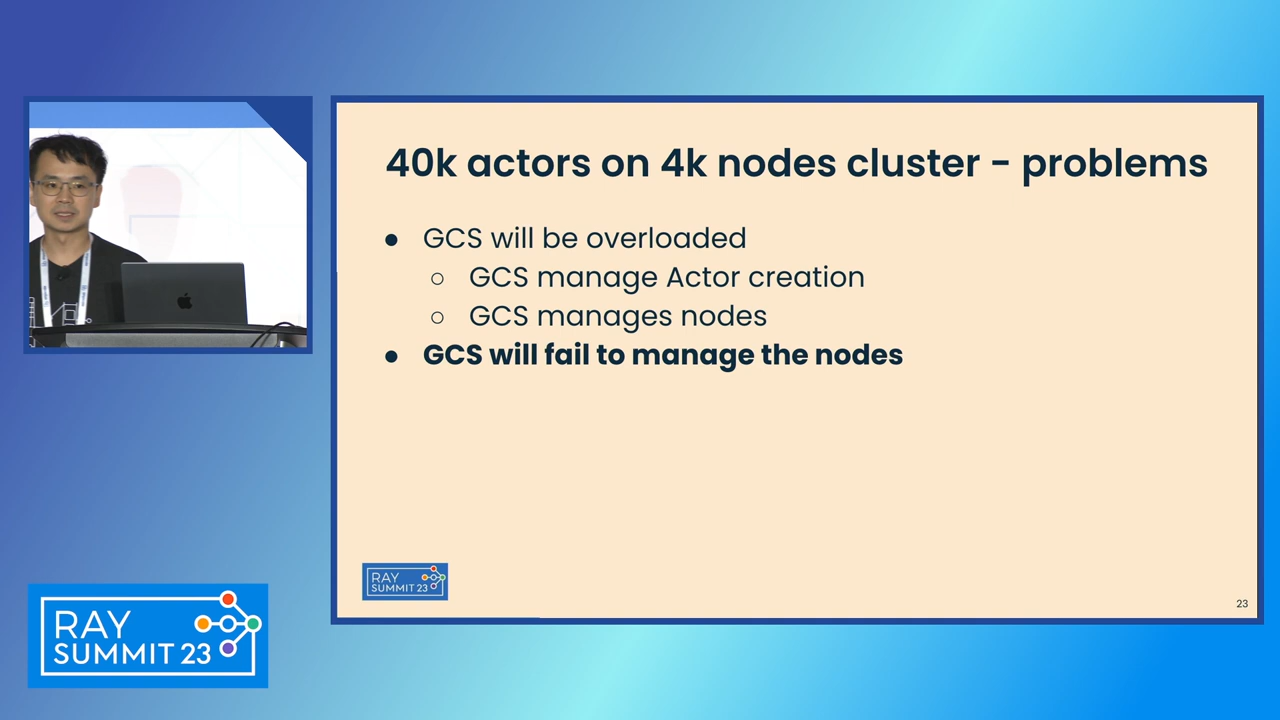 40k actors on 4k nodes cluster - problems
● GCS will be overloaded
○ GCS manage Actor creation
○ GCS manages nodes
● GCS will fail to manage the nodes
RAY
SUMMIT 23
23
RAY
SUMMIT 23